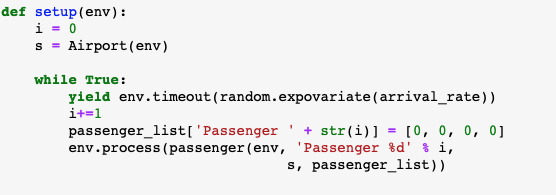 def setup(env):
    i = 0
    s = Airport(env)

    while True:
        yield env.timeout(random.expovariate(arrival_rate))
        i+=1
        passenger_list['Passenger ' + str(i)] = [0, 0, 0, 0]
        env.process(passenger(env, 'Passenger %d' % i,
                              s, passenger_list))